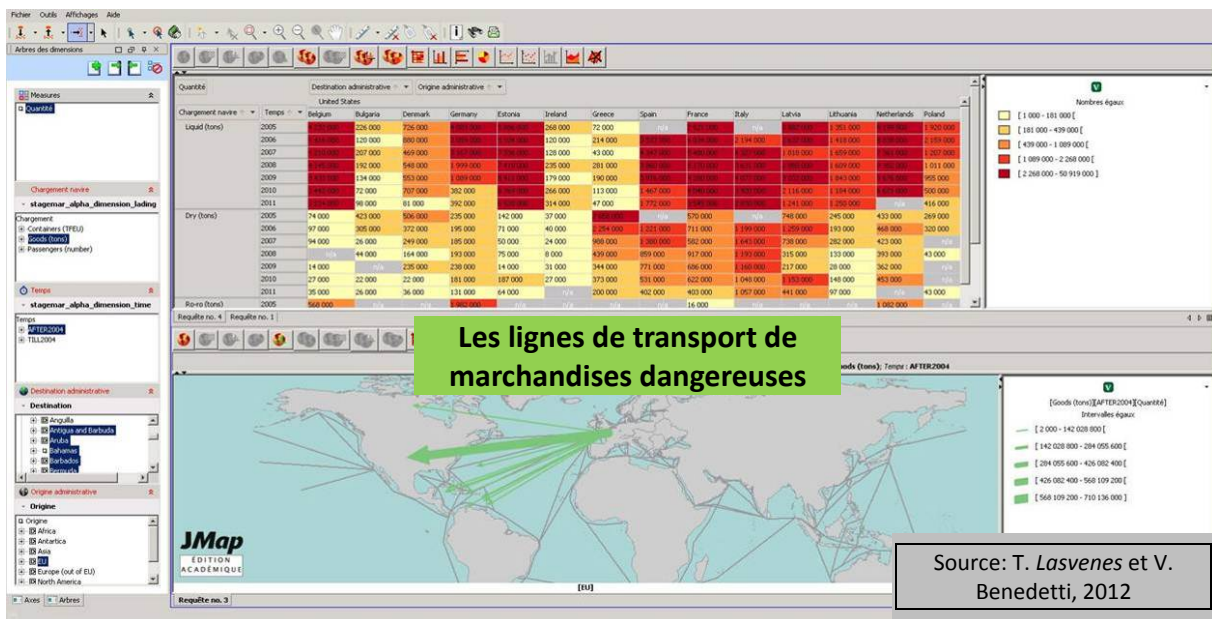 Fichier Outils Affichages Aide
Arbres des dimensions
Measures
Quantité
Chargement navire
- stagemar_alpha_dimension_lading
Chargement
Containers (TFEU)
Goods (tons)
Passengers (number)
Temps
- stagemar_alpha_dimension_time
Temps
AFTER2004
TILL2004
Destination administrative
- Destination
Anguilla
Antigua and Barbuda
Aruba
Bahamas
Barbados
Bermuda
Origine administrative
- Origine
Origine
Africa
Antartica
Asia
EU
Europe (out of EU)
North America
Axes Arbres
Quantité Destination administrative Origine administrative
United States
Chargement navire Temps Belgium Bulgaria Denmark Germany Estonia Ireland Greece Spain France Italy Latvia Lithuania Netherlands Poland
Liquid (tons) 2005 226 000 726 000 268 000 72 000 n/a n/a 1 351 000 1 920 000
2006 120 000 880 000 120 000 214 000 2 194 000 1 418 000 2 159 000
2007 207 000 469 000 128 000 43 000 1 018 000 1 659 000 1 207 000
2008 192 000 548 000 1 999 000 235 000 281 000 1 609 000 1 011 000
2009 134 000 553 000 1 089 000 179 000 190 000 1 843 000 955 000
2010 72 000 707 000 382 000 266 000 113 000 1 467 000 2 116 000 1 184 000 500 000
2011 98 000 81 000 392 000 314 000 47 000 1 772 000 1 241 000 1 250 000 n/a 416 000
Dry (tons) 2005 74 000 423 000 506 000 235 000 142 000 37 000 n/a 570 000 n/a 748 000 245 000 433 000 269 000
2006 97 000 305 000 372 000 195 000 71 000 40 000 2 254 000 1 221 000 711 000 1 199 000 1 259 000 193 000 468 000 320 000
2007 94 000 26 000 249 000 185 000 50 000 24 000 988 000 1 380 000 582 000 1 643 000 738 000 282 000 423 000 n/a
2008 n/a 44 000 164 000 193 000 75 000 8 000 439 000 859 000 917 000 1 193 000 315 000 133 000 393 000 43 000
2009 14 000 n/a 235 000 238 000 14 000 31 000 344 000 771 000 686 000 1 160 000 217 000 28 000 362 000 n/a
2010 27 000 22 000 22 000 181 000 187 000 27 000 373 000 531 000 622 000 1 048 000 1 153 000 148 000 453 000 n/a
2011 35 000 26 000 36 000 131 000 64 000 n/a 200 000 402 000 403 000 1 057 000 441 000 97 000 n/a 43 000
Ro-ro (tons) 2005 568 000 n/a n/a 1 982 000 n/a n/a n/a n/a 16 000 n/a n/a n/a 1 082 000 n/a
Requête no. 4 Requête no. 1
Nombres égaux
[ 1 000 - 181 000 [
[ 181 000 - 439 000 [
[ 439 000 - 1 089 000 [
[ 1 089 000 - 2 268 000 [
[ 2 268 000 - 50 919 000 ]
Les lignes de transport de
marchandises dangereuses
Goods (tons); Temps : AFTER2004
[Goods (tons)][AFTER2004][Quantité]
Intervalles égaux
[ 2 000 - 142 028 800 [
[ 142 028 800 - 284 055 600 [
[ 284 055 600 - 426 082 400 [
[ 426 082 400 - 568 109 200 [
[ 568 109 200 - 710 136 000 ]
JMap
ÉDITION
ACADÉMIQUE
[EU]
Requête no. 3
Source: T. Lasvenes et V.
Benedetti, 2012